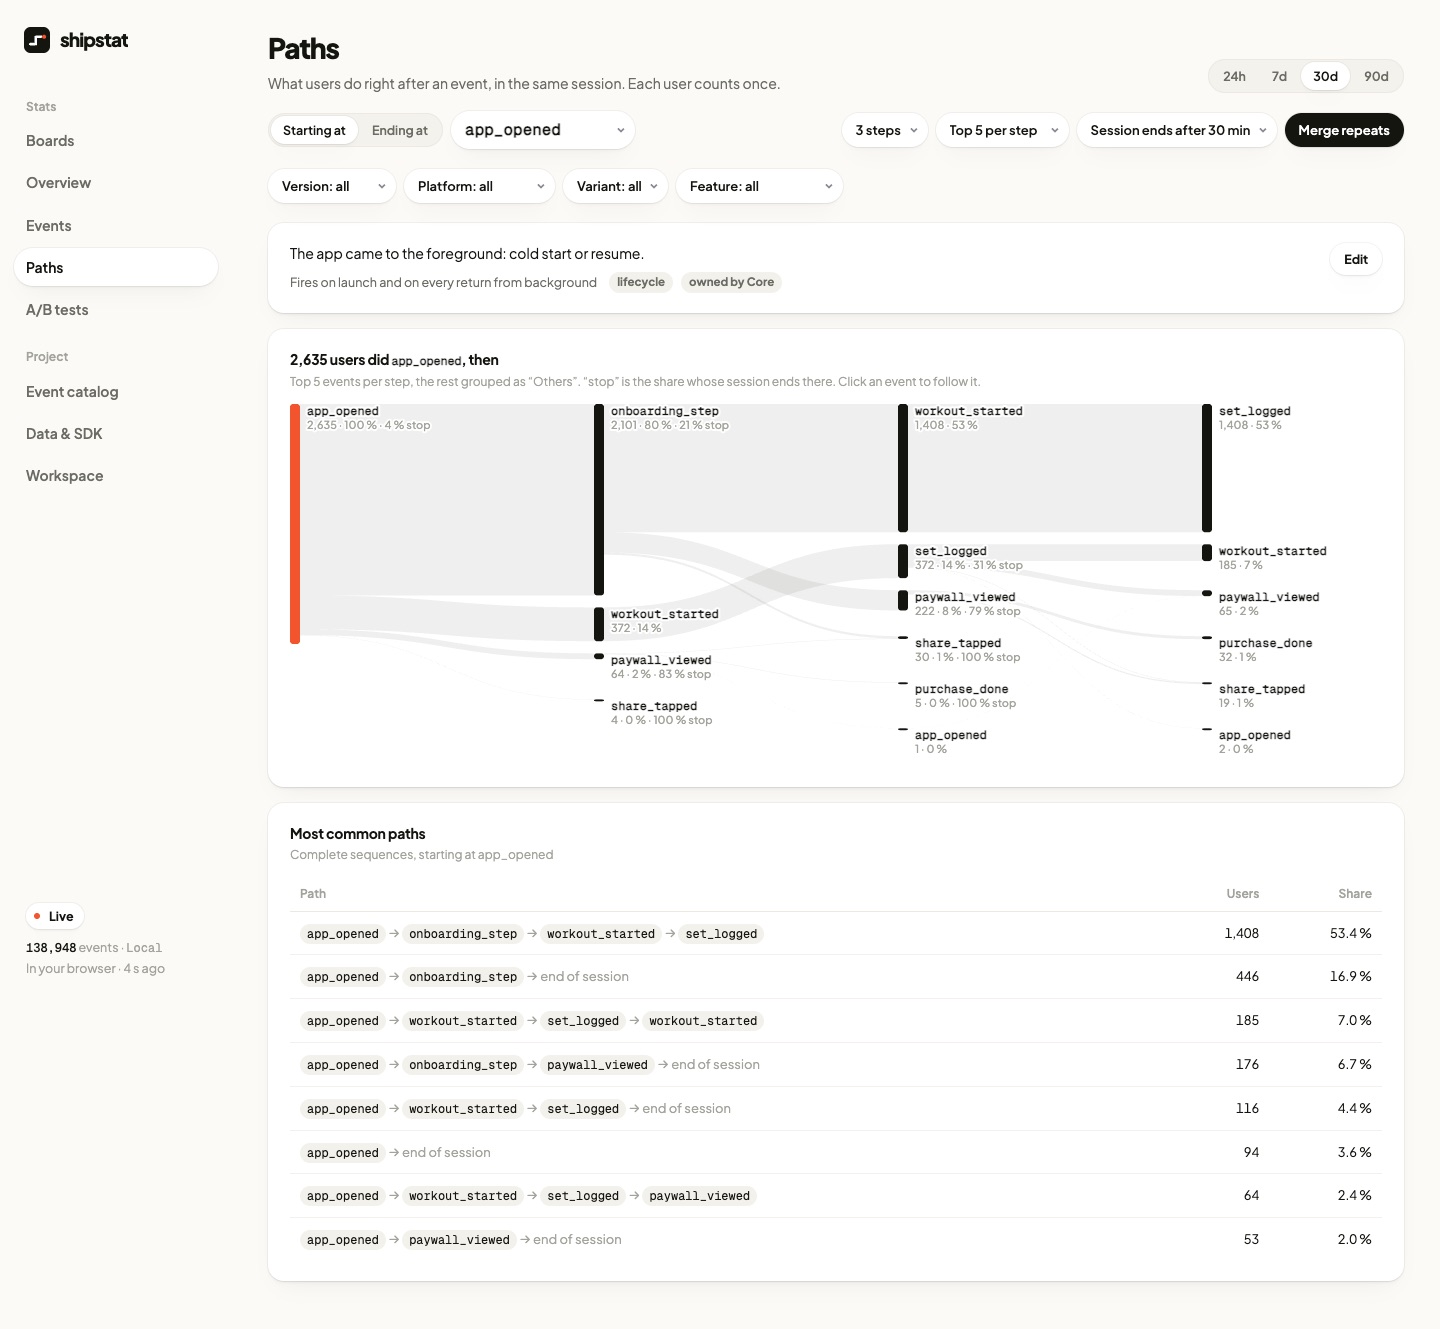 shipstat
Stats
Boards
Overview
Events
Paths
A/B tests
Project
Event catalog
Data & SDK
Workspace
Live
138,948 events · Local
In your browser · 4 s ago
Paths
What users do right after an event, in the same session. Each user counts once.
24h 7d 30d 90d
Starting at Ending at app_opened 3 steps Top 5 per step Session ends after 30 min Merge repeats
Version: all Platform: all Variant: all Feature: all
The app came to the foreground: cold start or resume.
Edit
Fires on launch and on every return from background lifecycle owned by Core
2,635 users did app_opened, then
Top 5 events per step, the rest grouped as “Others”. “stop” is the share whose session ends there. Click an event to follow it.
app_opened
2,635 · 100 % · 4 % stop
onboarding_step
2,101 · 80 % · 21 % stop
workout_started
372 · 14 %
paywall_viewed
64 · 2 % · 83 % stop
share_tapped
4 · 0 % · 100 % stop
workout_started
1,408 · 53 %
set_logged
372 · 14 % · 31 % stop
paywall_viewed
222 · 8 % · 79 % stop
share_tapped
30 · 1 % · 100 % stop
purchase_done
5 · 0 % · 100 % stop
app_opened
1 · 0 %
set_logged
1,408 · 53 %
workout_started
185 · 7 %
paywall_viewed
65 · 2 %
purchase_done
32 · 1 %
share_tapped
19 · 1 %
app_opened
2 · 0 %
Most common paths
Complete sequences, starting at app_opened
Path Users Share
app_opened → onboarding_step → workout_started → set_logged 1,408 53.4 %
app_opened → onboarding_step → end of session 446 16.9 %
app_opened → workout_started → set_logged → workout_started 185 7.0 %
app_opened → onboarding_step → paywall_viewed → end of session 176 6.7 %
app_opened → workout_started → set_logged → end of session 116 4.4 %
app_opened → end of session 94 3.6 %
app_opened → workout_started → set_logged → paywall_viewed 64 2.4 %
app_opened → paywall_viewed → end of session 53 2.0 %